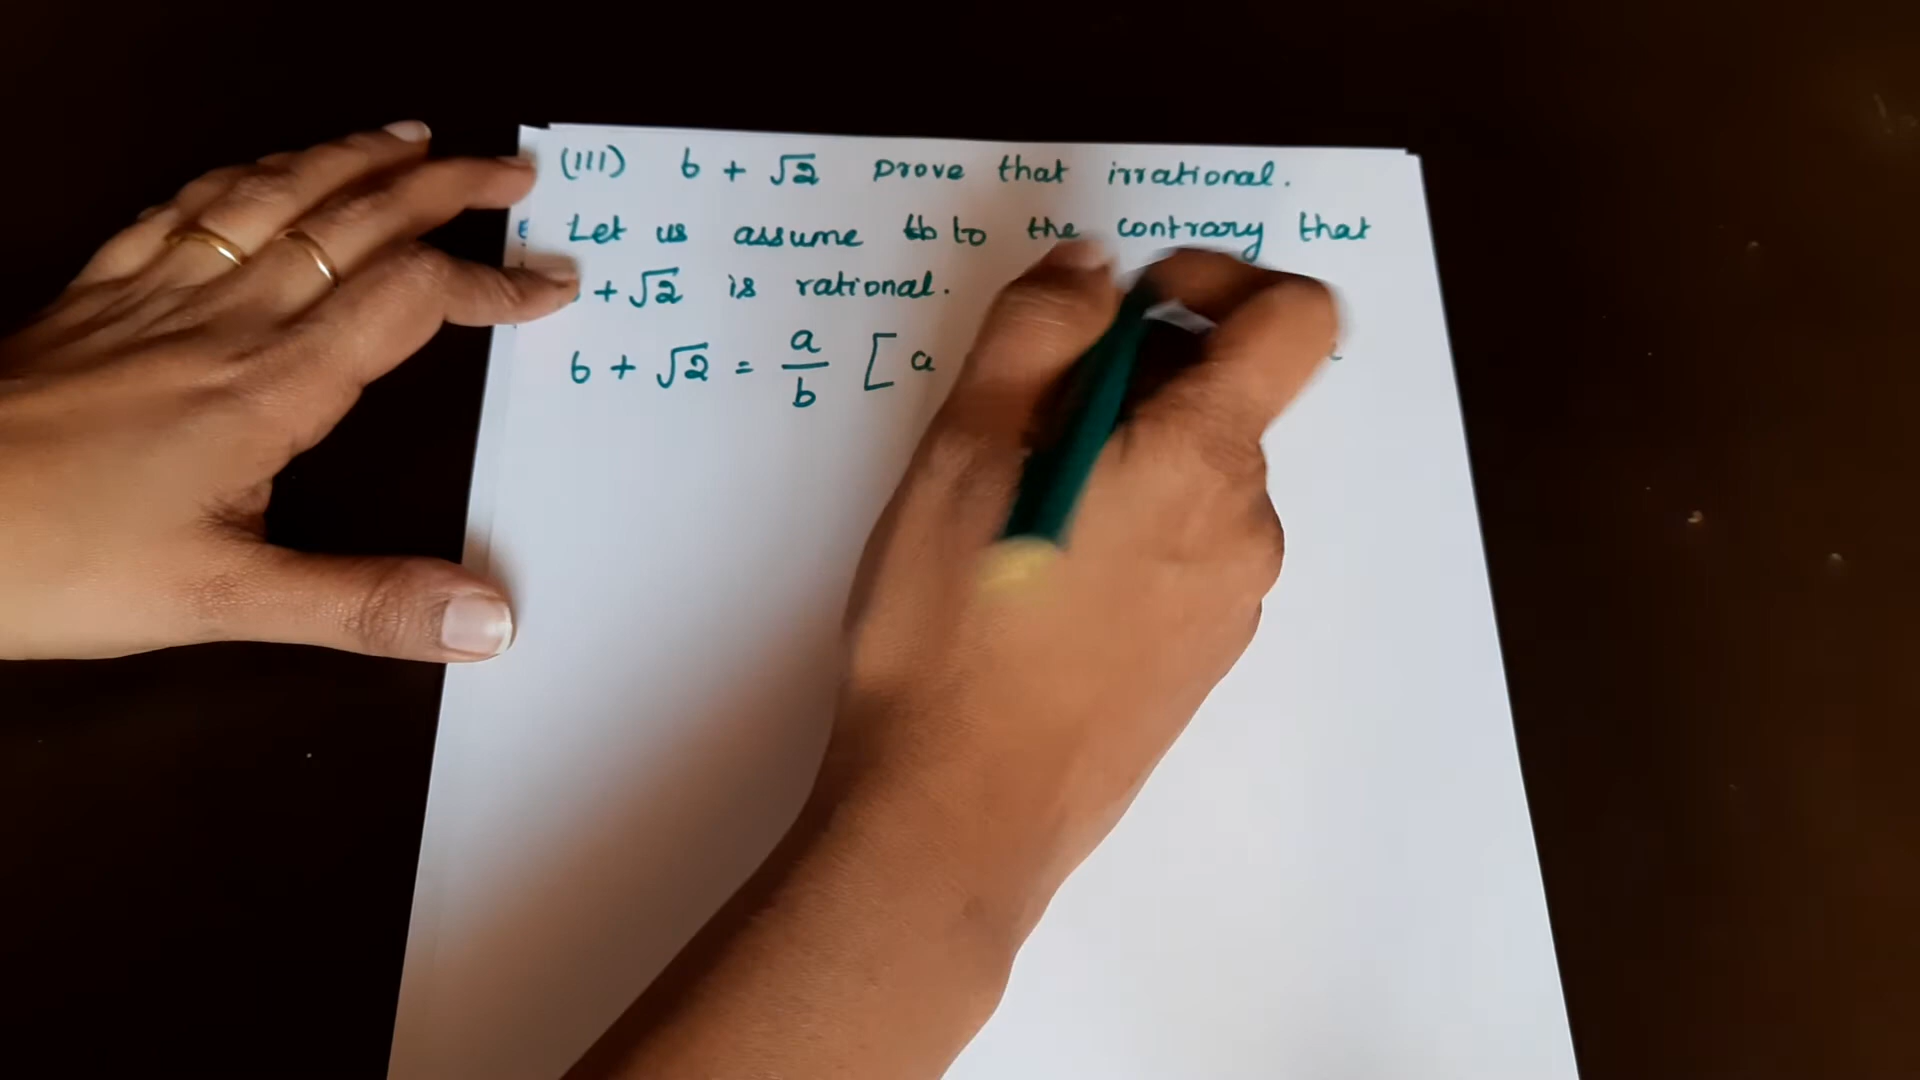 (III) 6 + √2 prove that irrational.
Let us assume to the contrary that
+ √2 is rational.
6 + √2 = a/b [ a